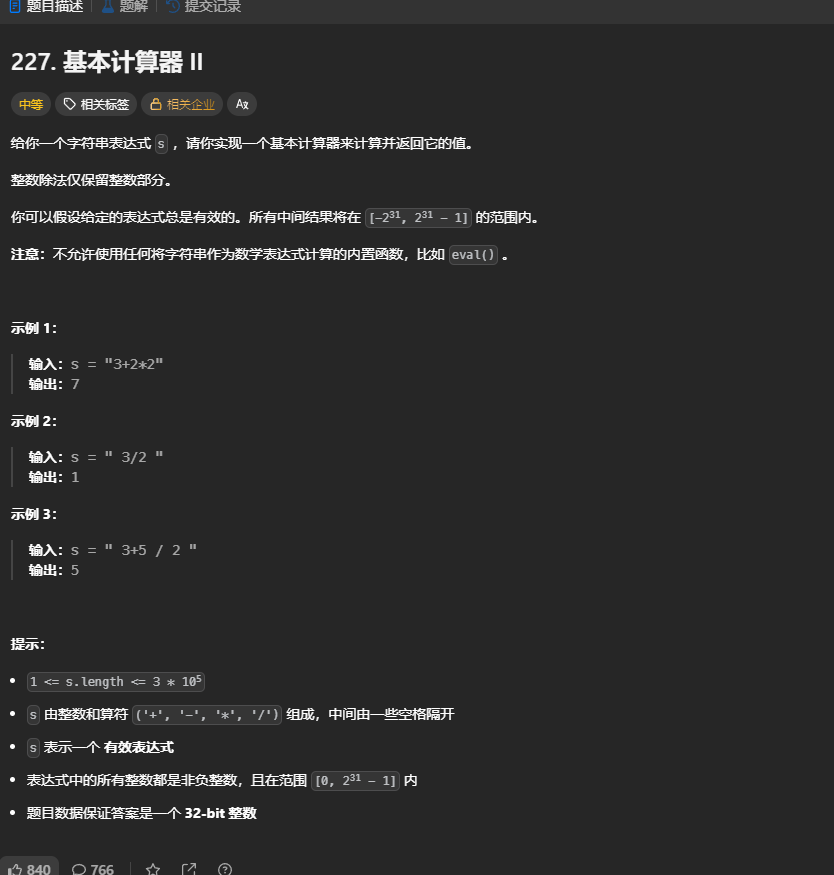 题目描述 题解 提交记录
227. 基本计算器 II
中等 相关标签 相关企业 Aあ
给你一个字符串表达式 s ，请你实现一个基本计算器来计算并返回它的值。
整数除法仅保留整数部分。
你可以假设给定的表达式总是有效的。所有中间结果将在 [-2³¹, 2³¹ - 1] 的范围内。
注意：不允许使用任何将字符串作为数学表达式计算的内置函数，比如 eval() 。
示例 1：
输入：s = "3+2*2"
输出：7
示例 2：
输入：s = " 3/2 "
输出：1
示例 3：
输入：s = " 3+5 / 2 "
输出：5
提示：
1 <= s.length <= 3 * 10⁵
s 由整数和算符 ('+', '-', '*', '/') 组成，中间由一些空格隔开
s 表示一个 有效表达式
表达式中的所有整数都是非负整数，且在范围 [0, 2³¹ - 1] 内
题目数据保证答案是一个 32-bit 整数
840 766